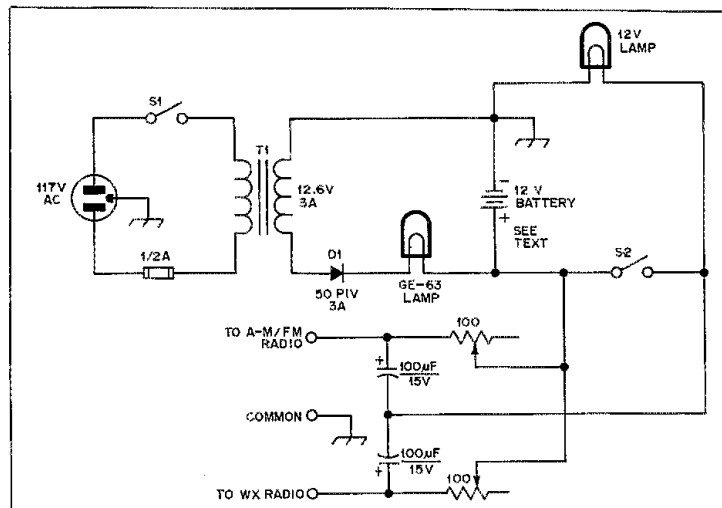 12V
LAMP
S1
T1
117V
AC
12.6V
3A
−
12 V
BATTERY
+
SEE
TEXT
1/2A
D1
50 PIV
3A
GE-63
LAMP
S2
TO A-M/FM
RADIO
100
+
100µF
15V
COMMON
100µF
15V
+
100
TO WX RADIO